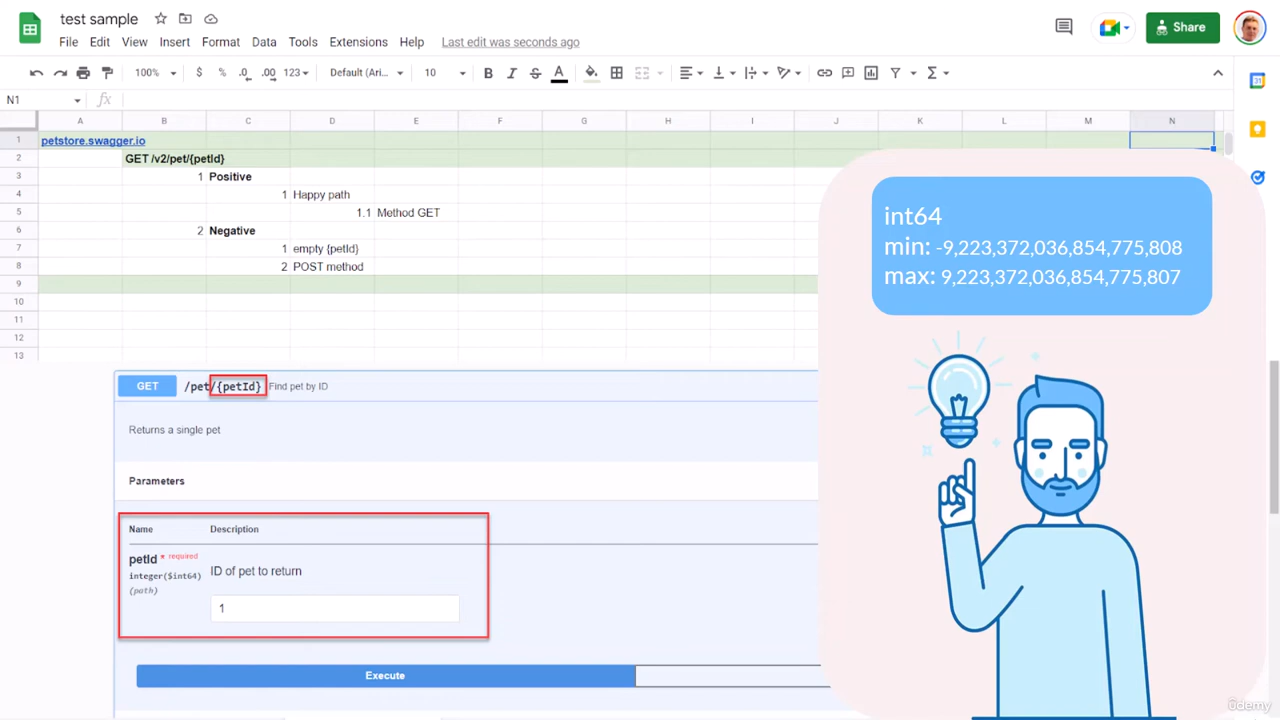 test sample
File Edit View Insert Format Data Tools Extensions Help Last edit was seconds ago
Share
100% $ % .0 .00 123 Default (Ari... 10 B I S A Σ
N1 fx
A B C D E F G H I J K L M N
1 petstore.swagger.io
2 GET /v2/pet/{petId}
3 1 Positive
4 1 Happy path
5 1.1 Method GET
6 2 Negative
7 1 empty {petId}
8 2 POST method
9
10
11
12
13
int64
min: -9,223,372,036,854,775,808
max: 9,223,372,036,854,775,807
GET /pet/{petId} Find pet by ID
Returns a single pet
Parameters
Name Description
petId * required
integer($int64)
(path)
ID of pet to return
1
Execute
ûdemy
31